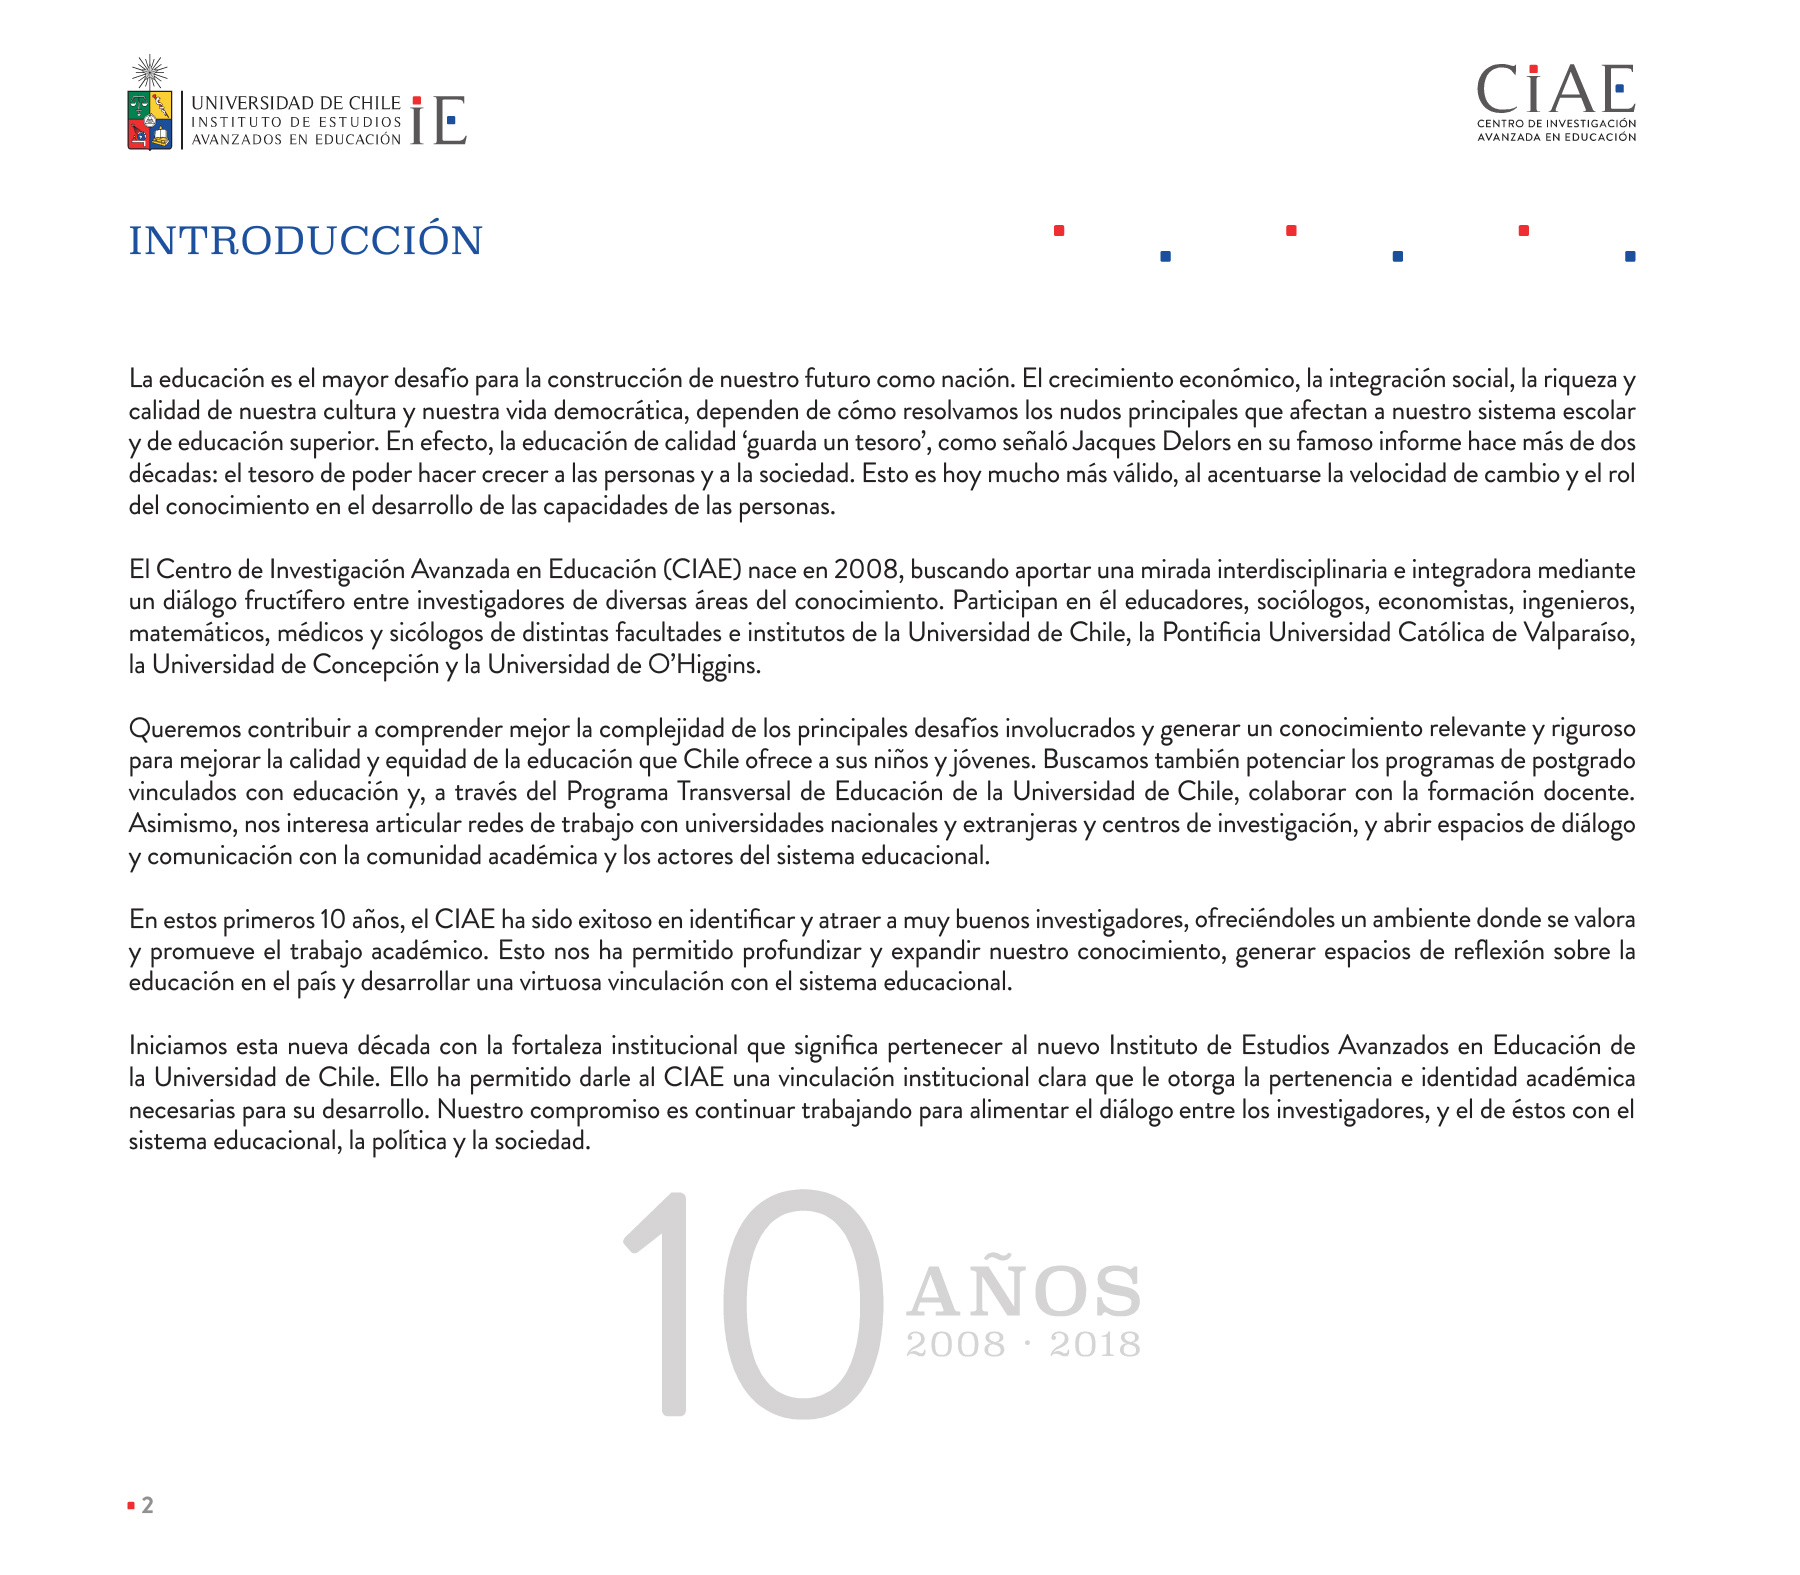 UNIVERSIDAD DE CHILE
INSTITUTO DE ESTUDIOS
AVANZADOS EN EDUCACIÓN
iE
CiAE
CENTRO DE INVESTIGACIÓN
AVANZADA EN EDUCACIÓN
INTRODUCCIÓN
La educación es el mayor desafío para la construcción de nuestro futuro como nación. El crecimiento económico, la integración social, la riqueza y
calidad de nuestra cultura y nuestra vida democrática, dependen de cómo resolvamos los nudos principales que afectan a nuestro sistema escolar
y de educación superior. En efecto, la educación de calidad ‘guarda un tesoro’, como señaló Jacques Delors en su famoso informe hace más de dos
décadas: el tesoro de poder hacer crecer a las personas y a la sociedad. Esto es hoy mucho más válido, al acentuarse la velocidad de cambio y el rol
del conocimiento en el desarrollo de las capacidades de las personas.
El Centro de Investigación Avanzada en Educación (CIAE) nace en 2008, buscando aportar una mirada interdisciplinaria e integradora mediante
un diálogo fructífero entre investigadores de diversas áreas del conocimiento. Participan en él educadores, sociólogos, economistas, ingenieros,
matemáticos, médicos y sicólogos de distintas facultades e institutos de la Universidad de Chile, la Pontificia Universidad Católica de Valparaíso,
la Universidad de Concepción y la Universidad de O’Higgins.
Queremos contribuir a comprender mejor la complejidad de los principales desafíos involucrados y generar un conocimiento relevante y riguroso
para mejorar la calidad y equidad de la educación que Chile ofrece a sus niños y jóvenes. Buscamos también potenciar los programas de postgrado
vinculados con educación y, a través del Programa Transversal de Educación de la Universidad de Chile, colaborar con la formación docente.
Asimismo, nos interesa articular redes de trabajo con universidades nacionales y extranjeras y centros de investigación, y abrir espacios de diálogo
y comunicación con la comunidad académica y los actores del sistema educacional.
En estos primeros 10 años, el CIAE ha sido exitoso en identificar y atraer a muy buenos investigadores, ofreciéndoles un ambiente donde se valora
y promueve el trabajo académico. Esto nos ha permitido profundizar y expandir nuestro conocimiento, generar espacios de reflexión sobre la
educación en el país y desarrollar una virtuosa vinculación con el sistema educacional.
Iniciamos esta nueva década con la fortaleza institucional que significa pertenecer al nuevo Instituto de Estudios Avanzados en Educación de
la Universidad de Chile. Ello ha permitido darle al CIAE una vinculación institucional clara que le otorga la pertenencia e identidad académica
necesarias para su desarrollo. Nuestro compromiso es continuar trabajando para alimentar el diálogo entre los investigadores, y el de éstos con el
sistema educacional, la política y la sociedad.
10 AÑOS
2008 · 2018
2